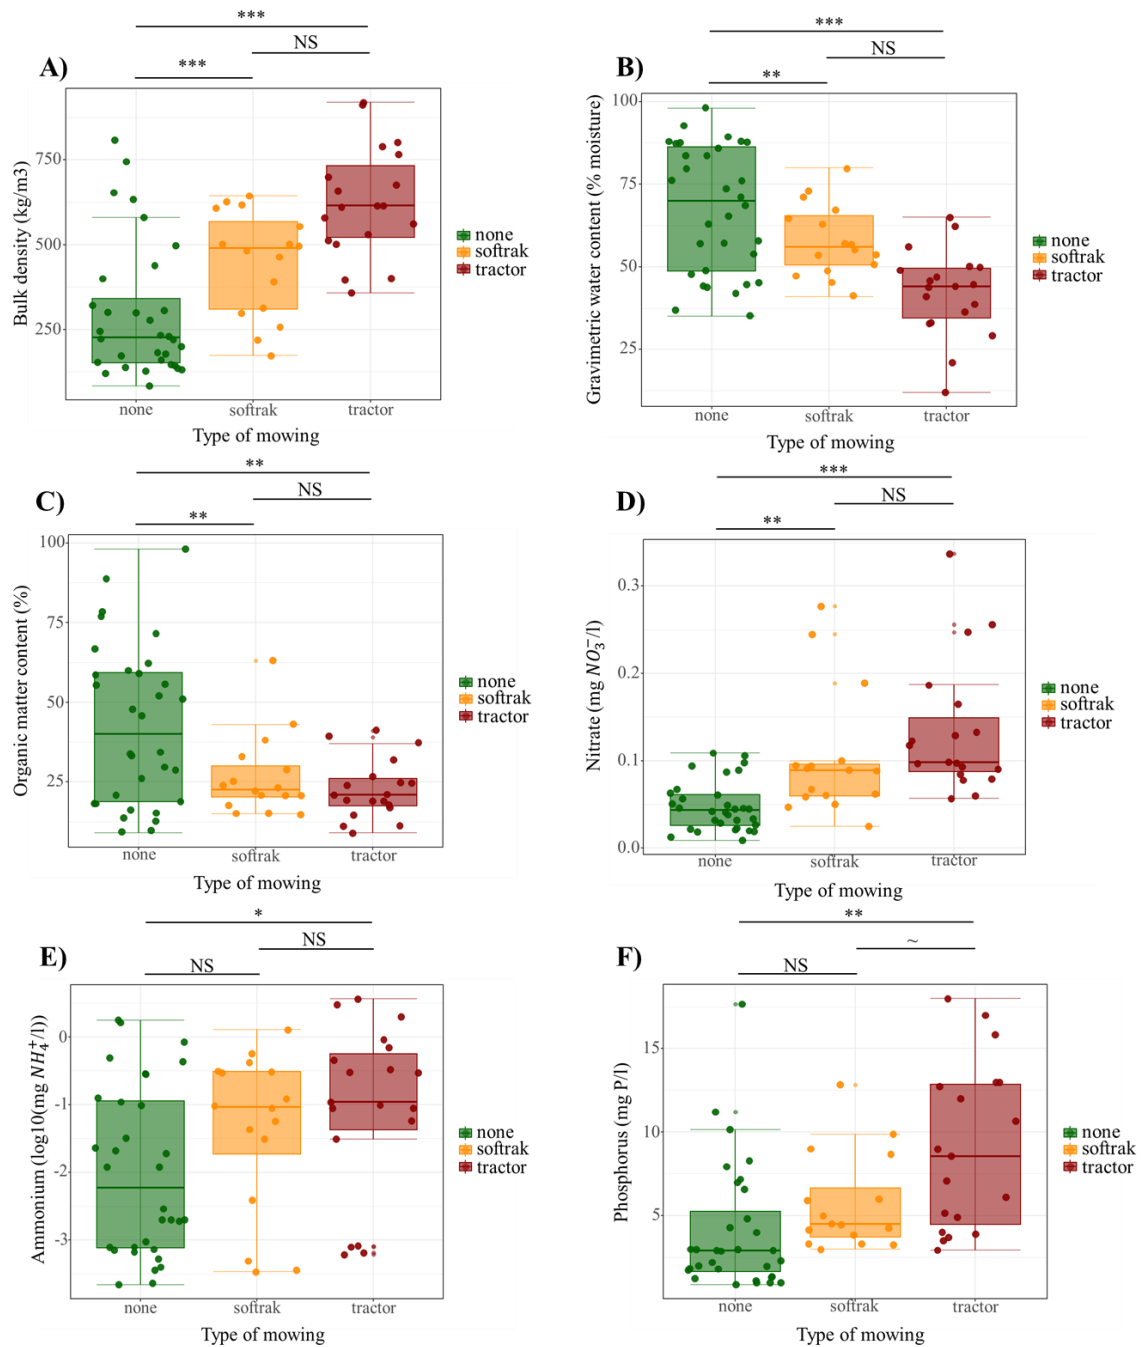 ***
NS
***
A)
Bulk density (kg/m3)
750
500
250
none
softrak
tractor
Type of mowing
none
softrak
tractor
***
NS
**
B)
Gravimetric water content (% moisture)
100
75
50
25
none
softrak
tractor
Type of mowing
none
softrak
tractor
**
NS
**
C)
Organic matter content (%)
100
75
50
25
none
softrak
tractor
Type of mowing
none
softrak
tractor
***
NS
**
D)
Nitrate (mg NO₃⁻/l)
0.3
0.2
0.1
0.0
none
softrak
tractor
Type of mowing
none
softrak
tractor
*
NS
NS
E)
Ammonium (log10(mg NH₄⁺/l))
0
-1
-2
-3
none
softrak
tractor
Type of mowing
none
softrak
tractor
**
~
NS
F)
Phosphorus (mg P/l)
15
10
5
none
softrak
tractor
Type of mowing
none
softrak
tractor